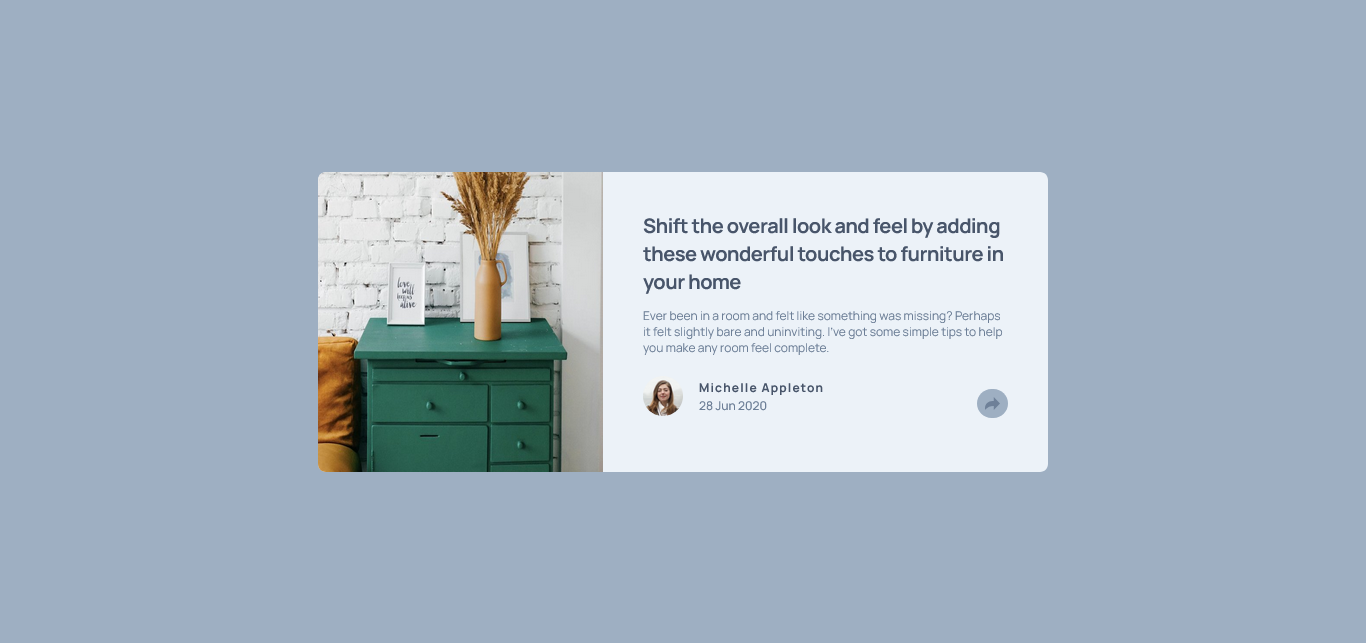 love
will
keep us
alive
Shift the overall look and feel by adding
these wonderful touches to furniture in
your home
Ever been in a room and felt like something was missing? Perhaps
it felt slightly bare and uninviting. I've got some simple tips to help
you make any room feel complete.
Michelle Appleton
28 Jun 2020